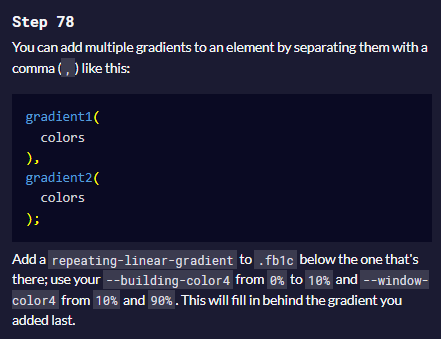 Step 78
You can add multiple gradients to an element by separating them with a
comma (,) like this:
gradient1(
  colors
),
gradient2(
  colors
);
Add a repeating-linear-gradient to .fb1c below the one that's
there; use your --building-color4 from 0% to 10% and --window-
color4 from 10% and 90%. This will fill in behind the gradient you
added last.